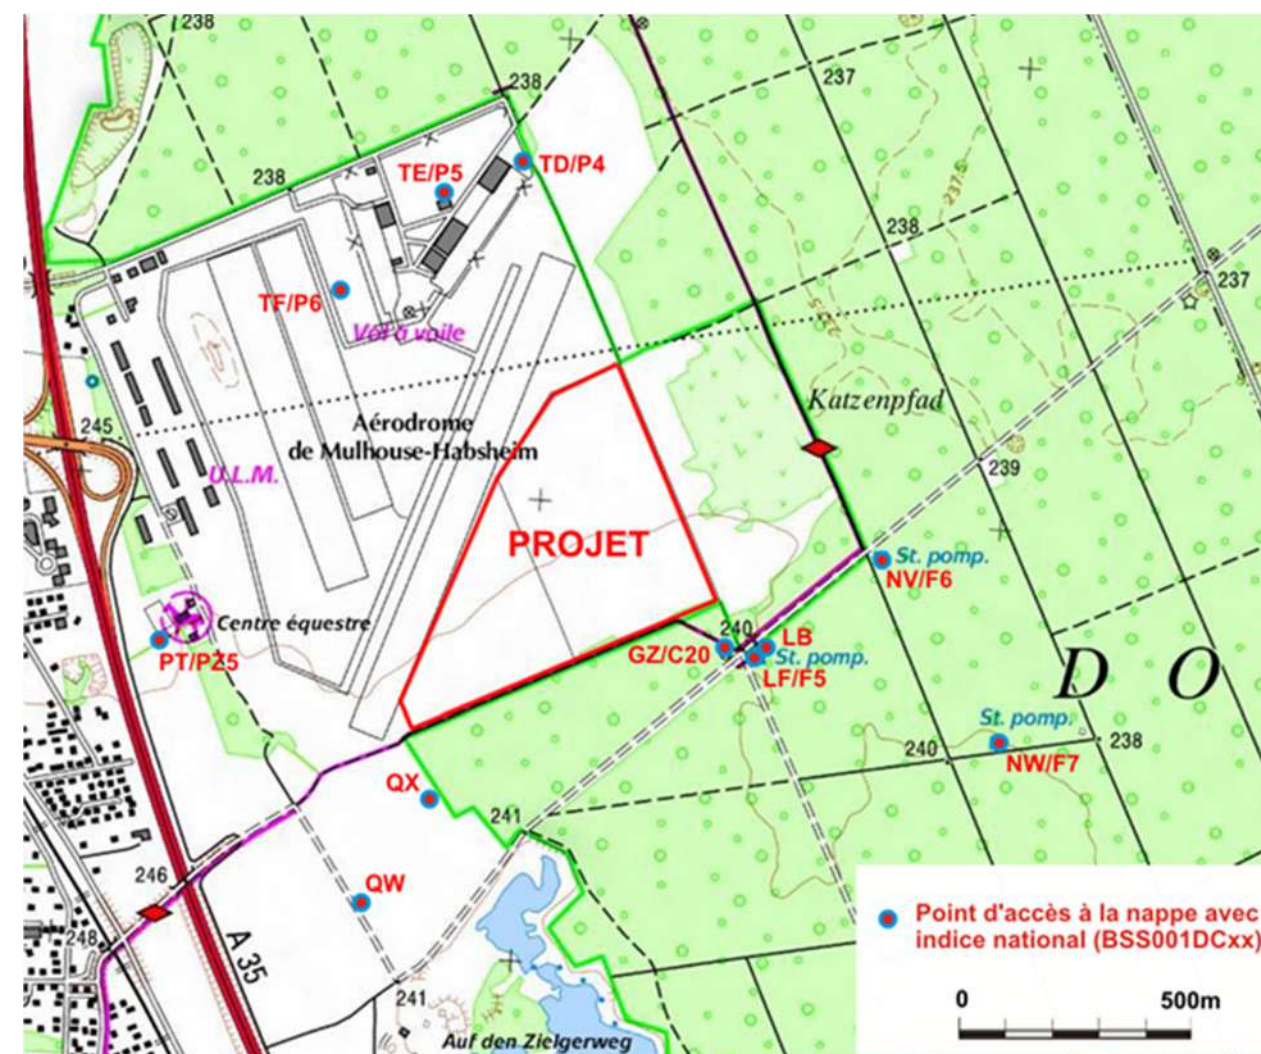 238
238
237
TE/P5
TD/P4
238
237.5
238
237
TF/P6
Vol à voile
Katzenpfad
Aérodrome
de Mulhouse-Habsheim
245
U.L.M.
239
PROJET
St. pomp.
NV/F6
Centre équestre
240
LB
PT/PZ5
GZ/C20
St. pomp.
LF/F5
D O
St. pomp.
240
238
NW/F7
QX
241
246
QW
248
A 35
241
Auf den Zielgerweg
Point d'accès à la nappe avec
indice national (BSS001DCxx)
0 500m